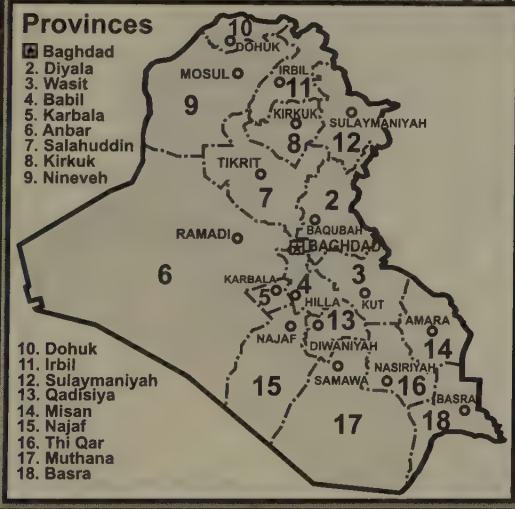 Provinces
Baghdad
2. Diyala
3. Wasit
4. Babil
5. Karbala
6. Anbar
7. Salahuddin
8. Kirkuk
9. Nineveh
10
DOHUK
MOSUL
IRBIL
11
9
KIRKUK
8
SULAYMANIYAH
12
TIKRIT
7
2
BAQUBAH
RAMADI
BAGHDAD
6
3
KARBALA
5
4
HILLA
KUT
13
AMARA
NAJAF
DIWANIYAH
14
SAMAWA
NASIRIYAH
15
16
BASRA
17
18
10. Dohuk
11. Irbil
12. Sulaymaniyah
13. Qadisiya
14. Misan
15. Najaf
16. Thi Qar
17. Muthana
18. Basra